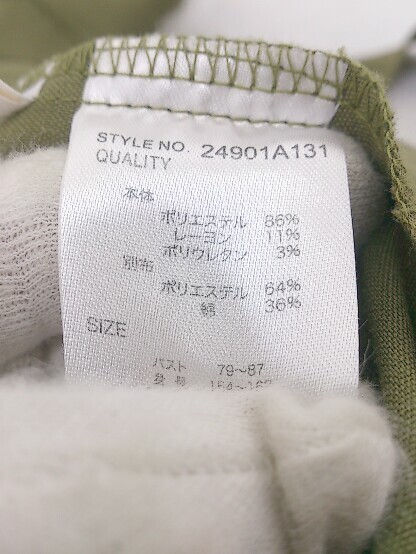 STYLE NO. 24901A131
QUALITY
本体
ポリエステル 86%
レーヨン 11%
ポリウレタン 3%
別布
ポリエステル 64%
綿 36%
SIZE
バスト 79~87
身長